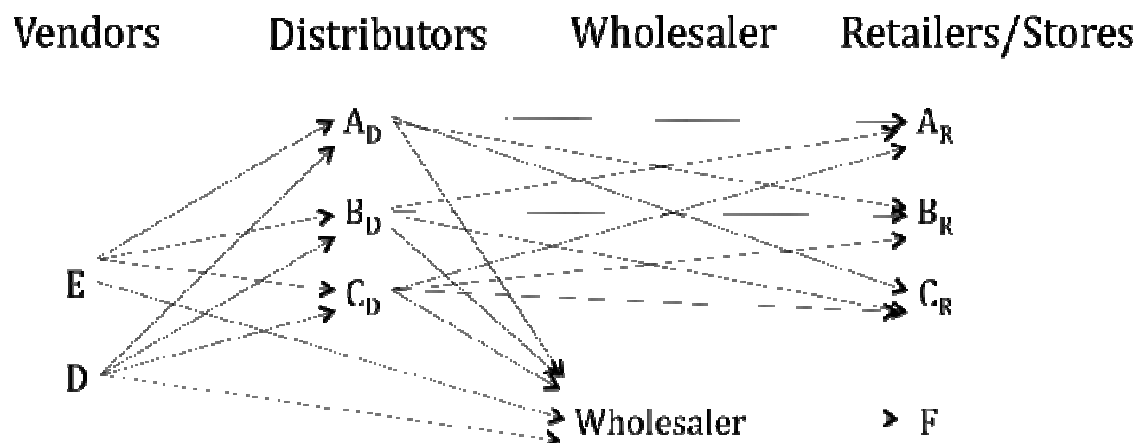 Vendors Distributors Wholesaler Retailers/Stores
A_D A_R
B_D B_R
E C_D C_R
D
Wholesaler F